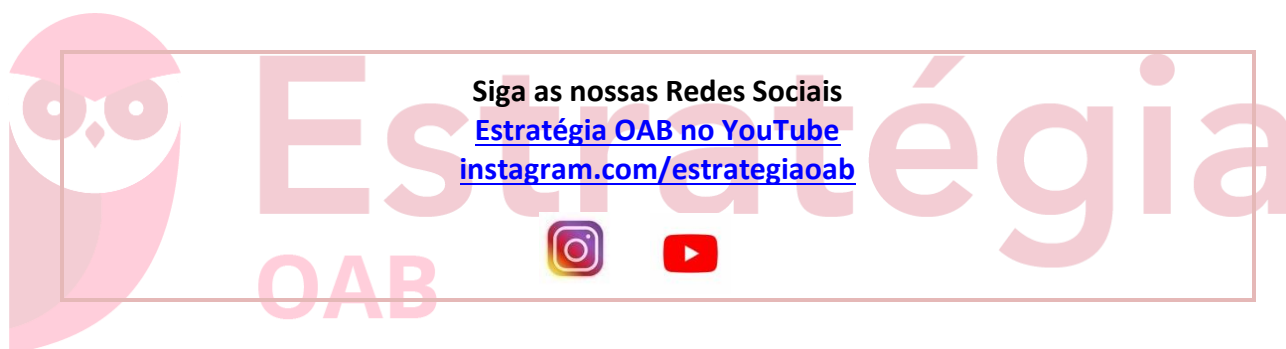 Siga as nossas Redes Sociais
Estratégia OAB no YouTube
instagram.com/estrategiaoab
Estratégia
OAB